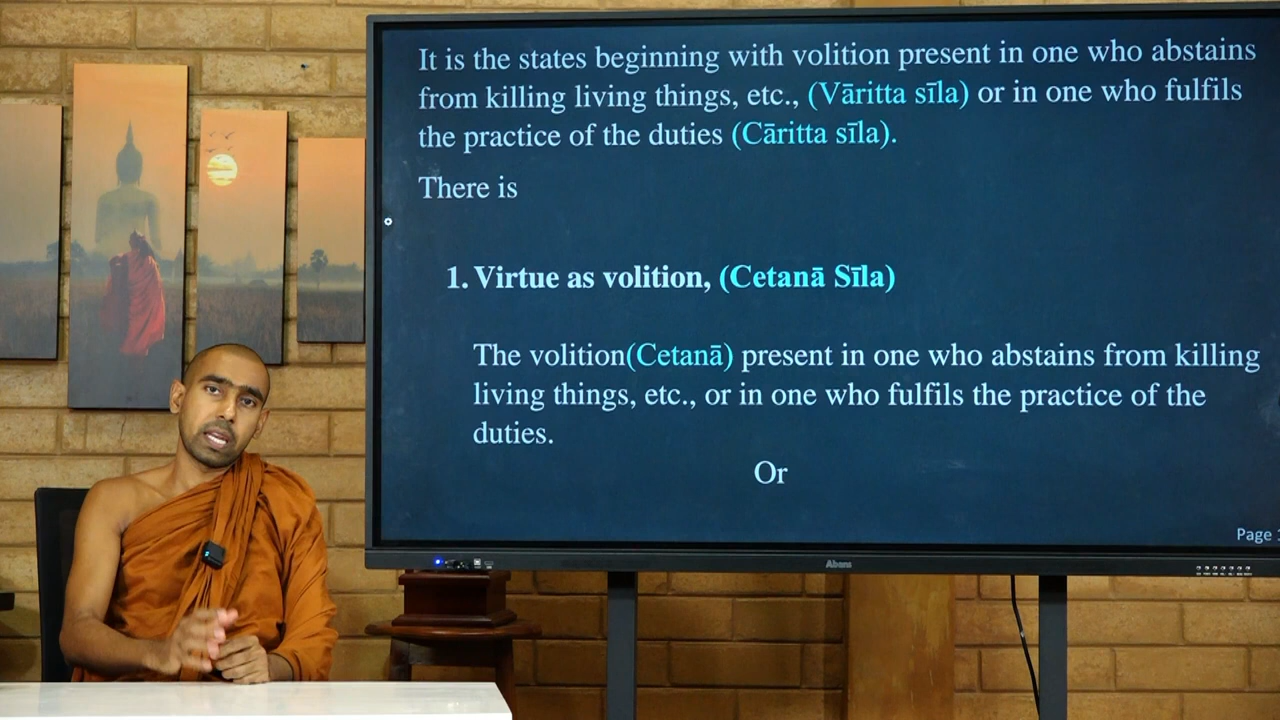 It is the states beginning with volition present in one who abstains
from killing living things, etc., (Vāritta sīla) or in one who fulfils
the practice of the duties (Cāritta sīla).
There is
1. Virtue as volition, (Cetanā Sīla)
The volition(Cetanā) present in one who abstains from killing
living things, etc., or in one who fulfils the practice of the
duties.
Or
Page